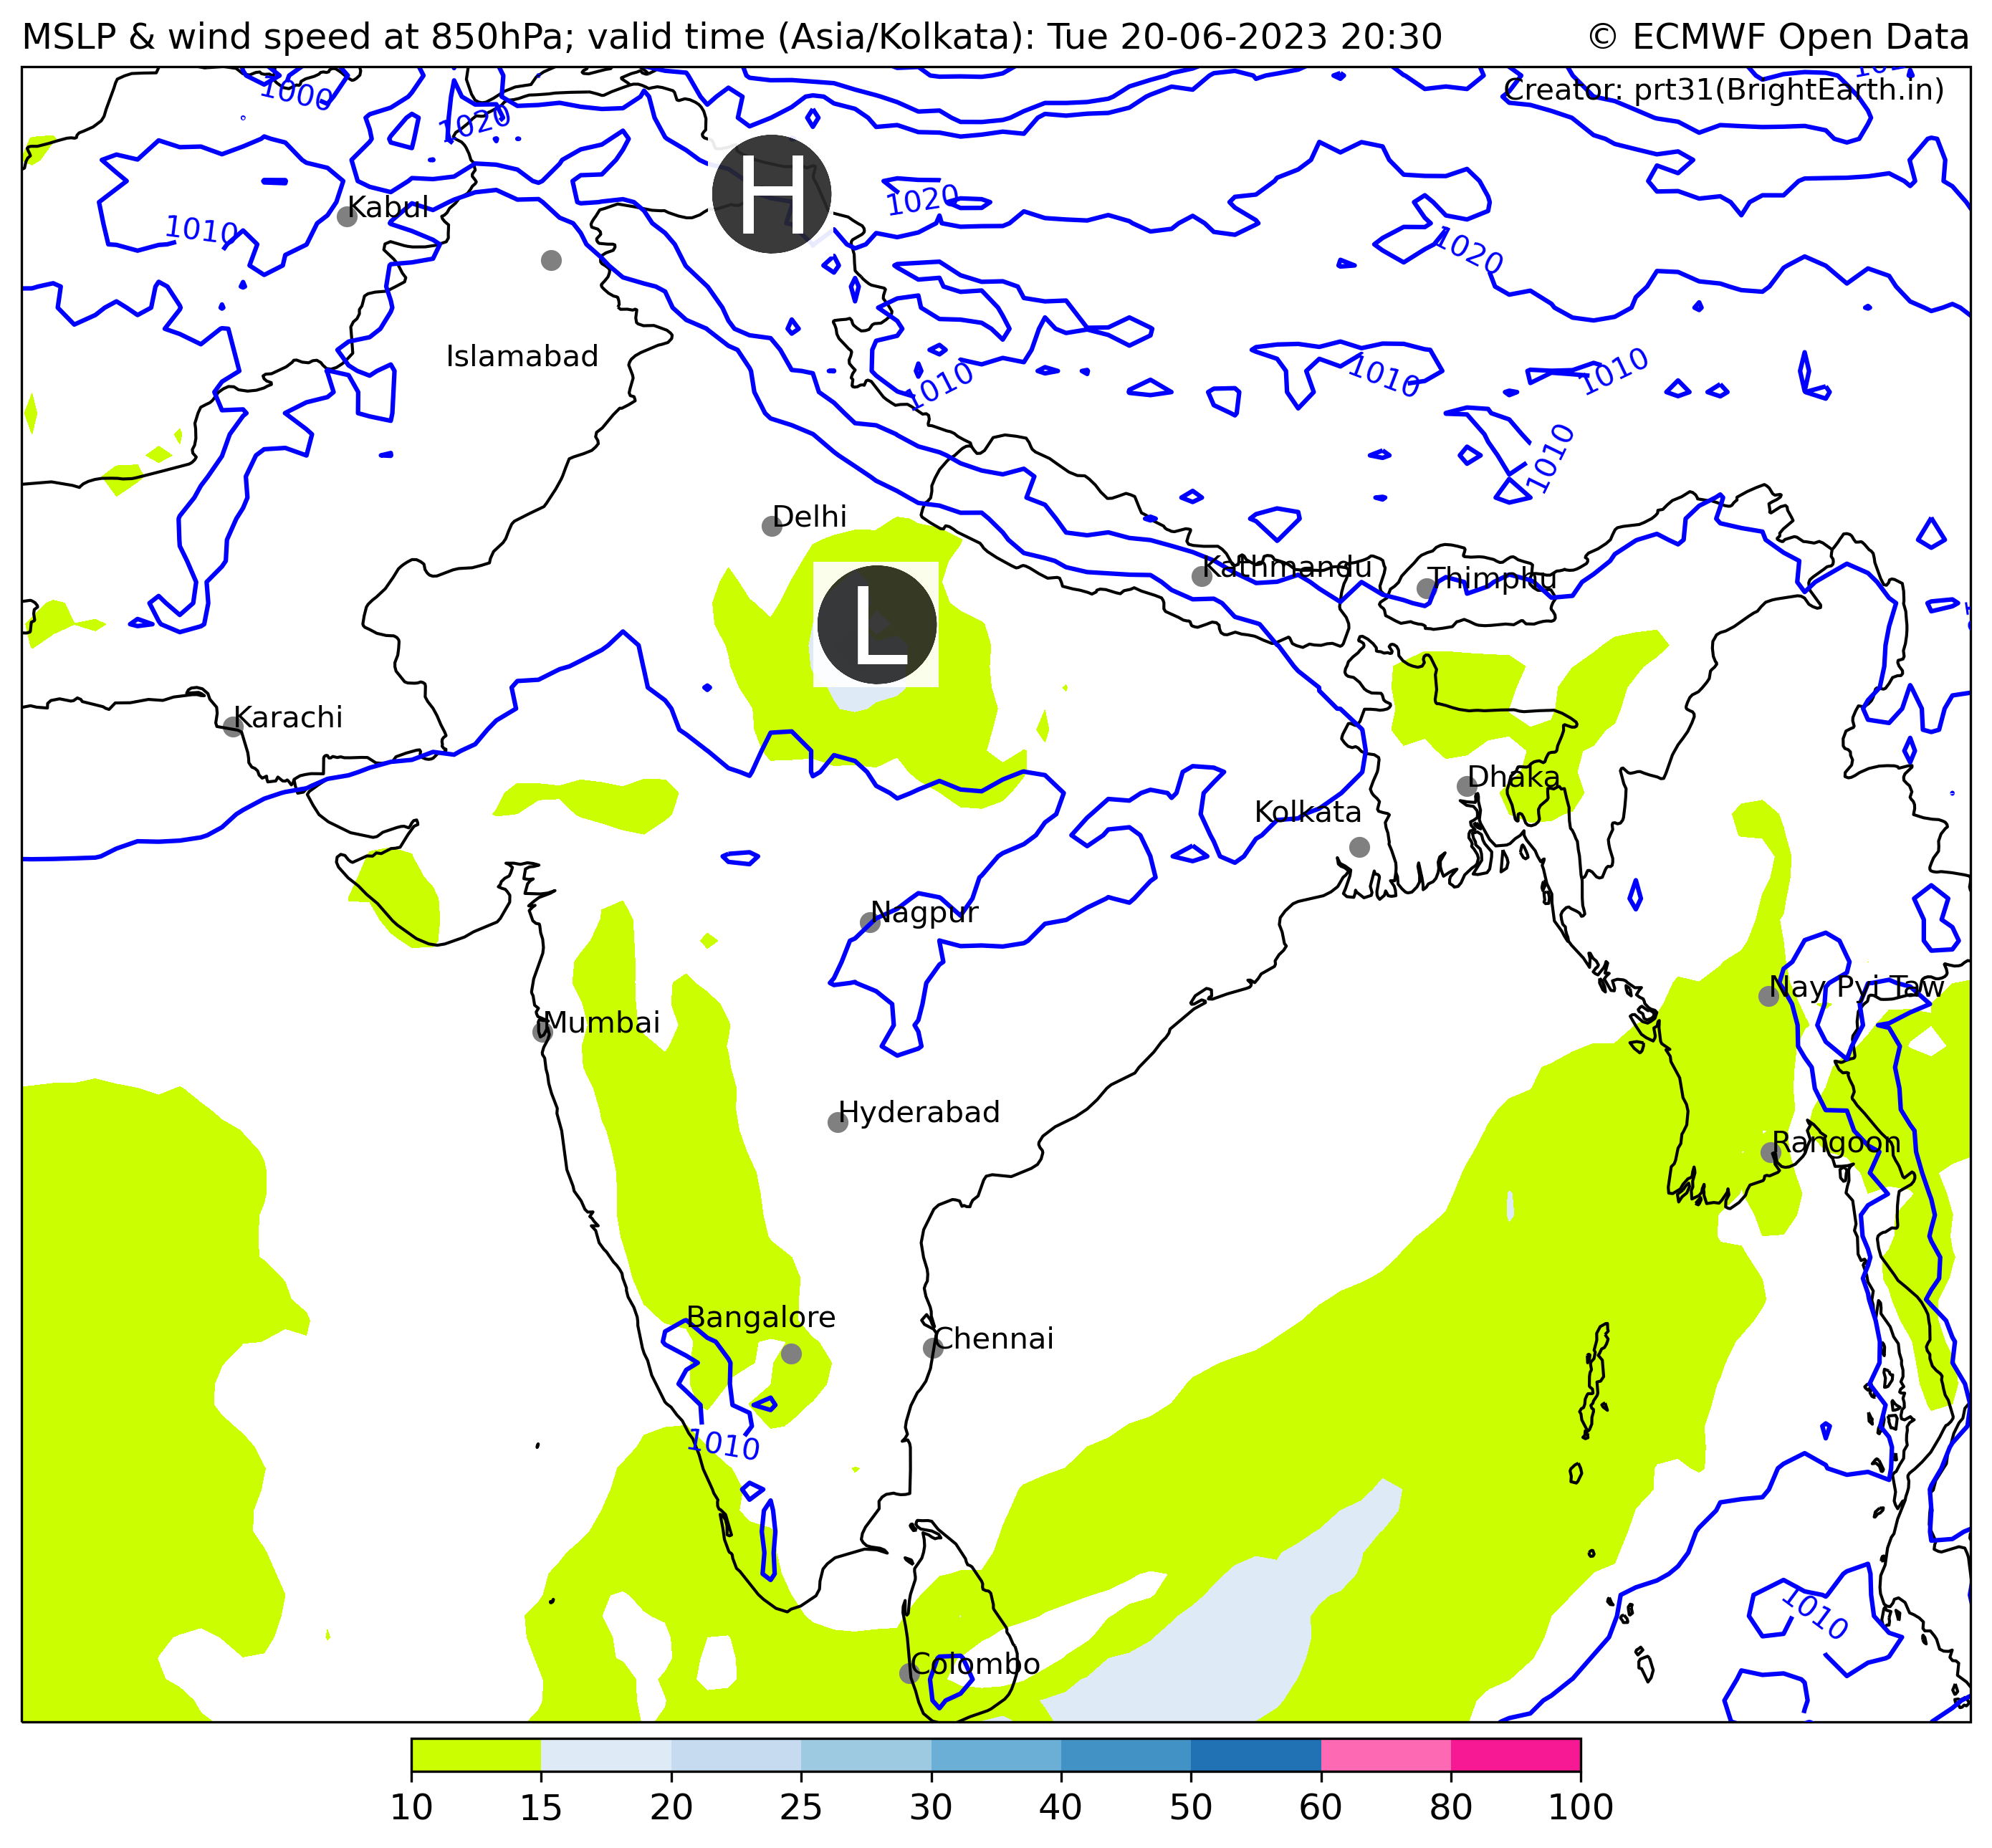 MSLP & wind speed at 850hPa; valid time (Asia/Kolkata): Tue 20-06-2023 20:30
© ECMWF Open Data
Creator: prt31(BrightEarth.in)
1000
1020
H
1020
Kabul
1010
1020
Islamabad
1010
1010
1010
1010
Delhi
Kathmandu
Thimphu
L
Karachi
Dhaka
Kolkata
Nagpur
Nay Pyi Taw
Mumbai
Hyderabad
Rangoon
Bangalore
Chennai
1010
1010
Colombo
10 15 20 25 30 40 50 60 80 100